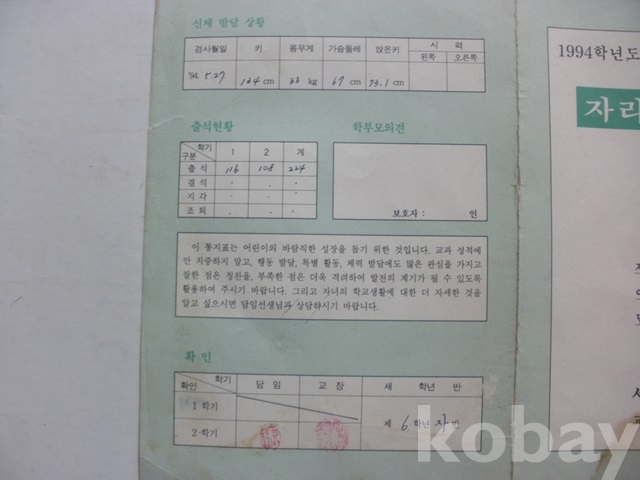 신체 발달 상황
검사월일 키 몸무게 가슴둘레 앉은키 시 력
왼쪽 오른쪽
5.27 134 cm 33 kg 67 cm 73.1 cm
출석현황
학기 구분 1 2 계
출 석 116 108 224
결 석 · · ·
지 각 · · ·
조 퇴 · · ·
학부모의견
보호자 : 인
이 통지표는 어린이의 바람직한 성장을 돕기 위한 것입니다. 교과 성적에
만 치중하지 말고, 행동 발달, 특별 활동, 체력 발달에도 많은 관심을 가지고
잘한 점은 칭찬을, 부족한 점은 더욱 격려하여 발전의 계기가 될 수 있도록
활용하여 주시기 바랍니다. 그리고 자녀의 학교생활에 대한 더 자세한 것을
알고 싶으시면 담임선생님과 상담하시기 바랍니다.
확 인
학기 확인 담 임 교 장 새 학년 반
1 학기
2 학기
제 6 학년 반
1994학년도
자라
kobay